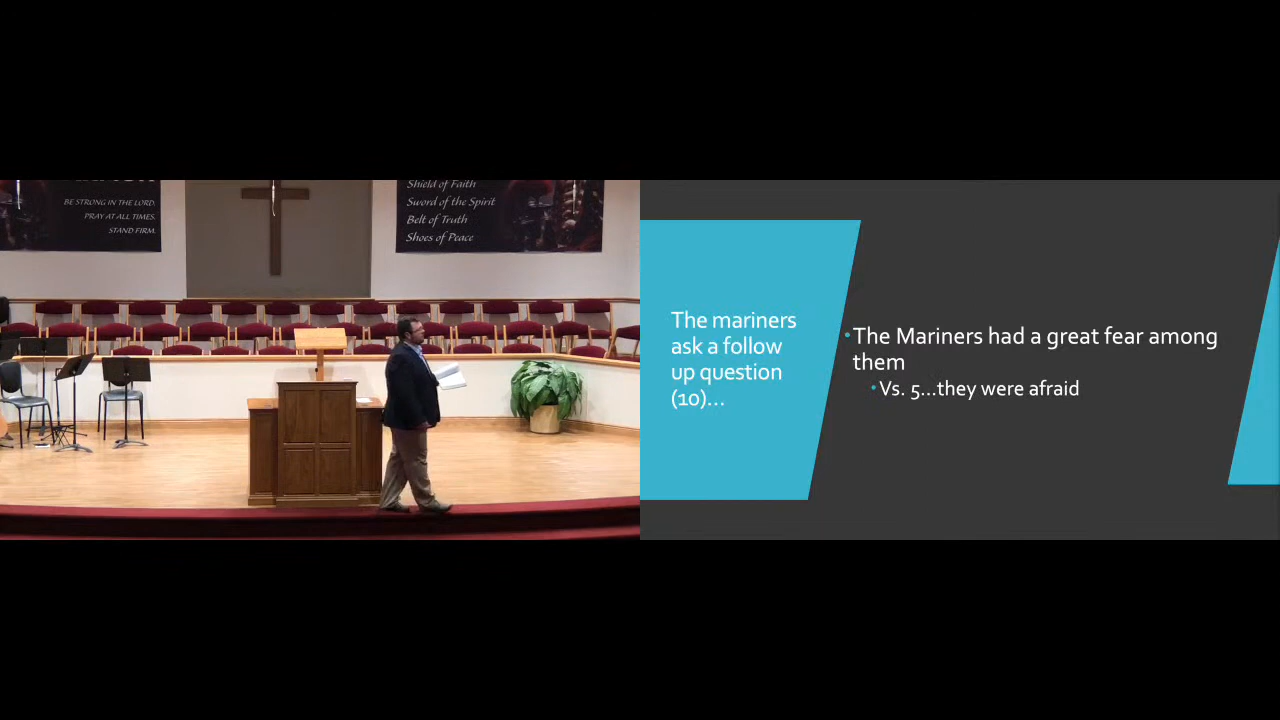 BE STRONG IN THE LORD.
PRAY AT ALL TIMES.
STAND FIRM.
Shield of Faith
Sword of the Spirit
Belt of Truth
Shoes of Peace
The mariners
ask a follow
up question
(10)...
•The Mariners had a great fear among
them
•Vs. 5...they were afraid